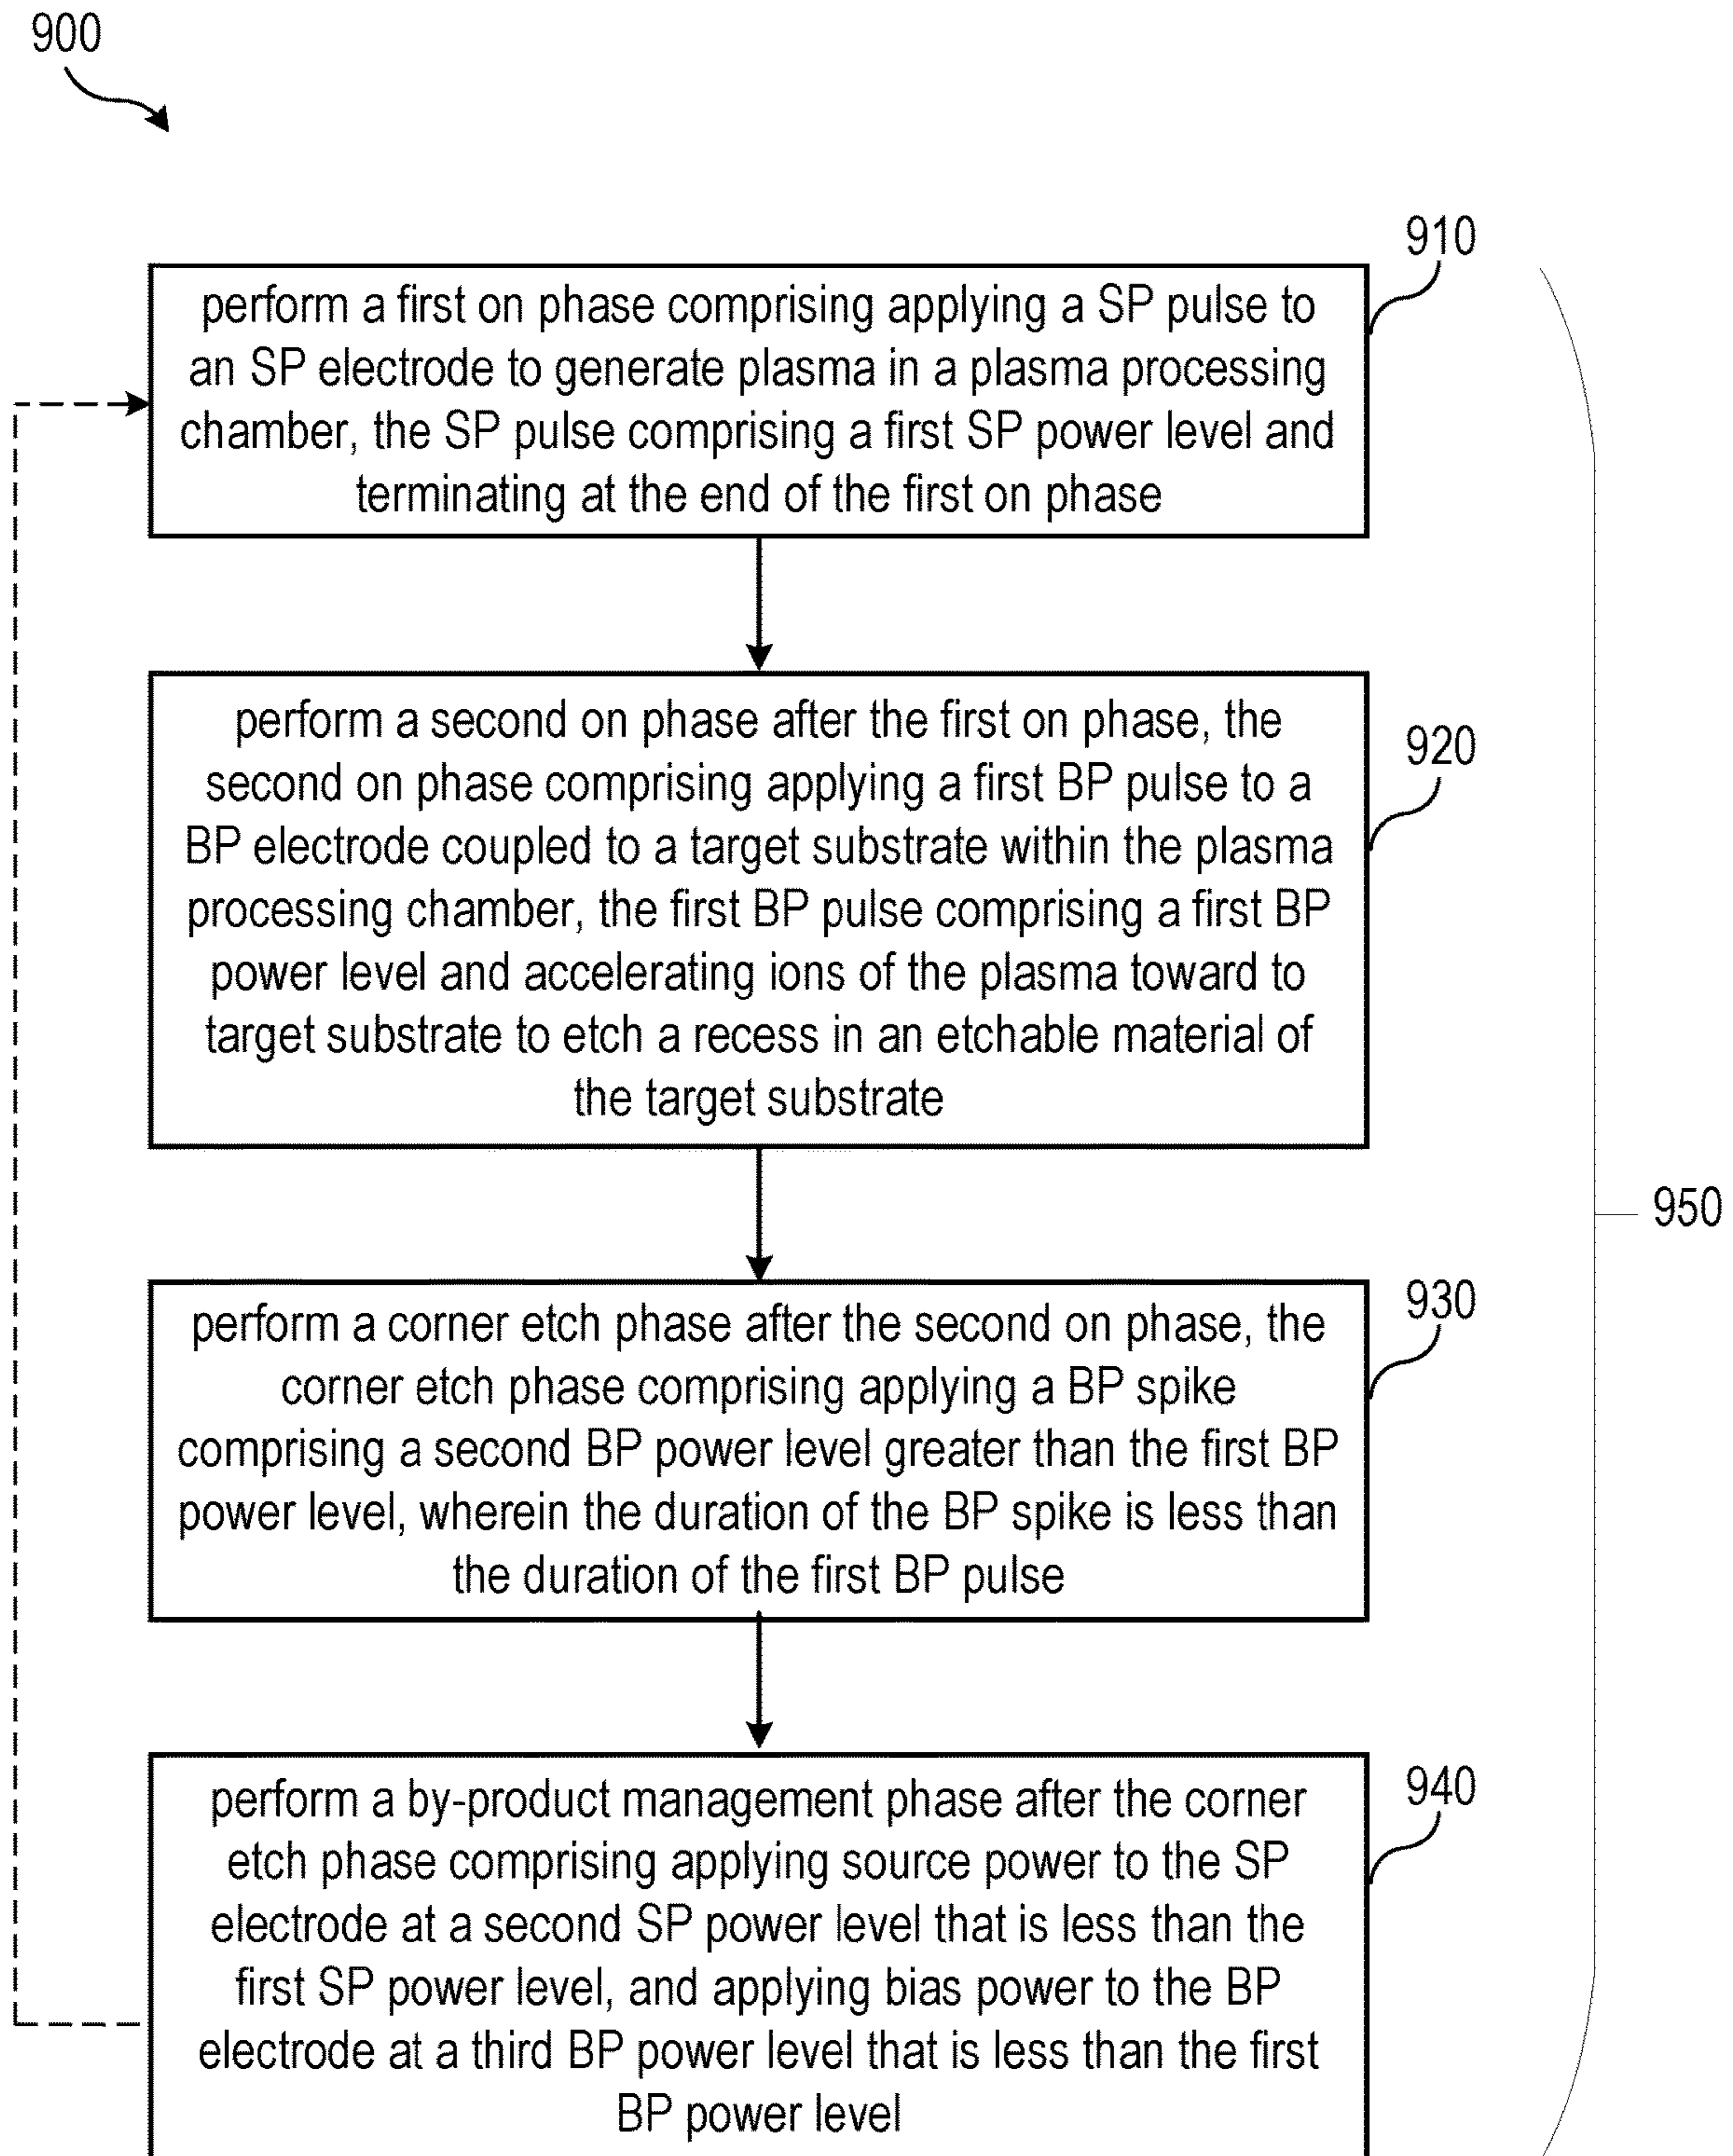 900
910
perform a first on phase comprising applying a SP pulse to
an SP electrode to generate plasma in a plasma processing
chamber, the SP pulse comprising a first SP power level and
terminating at the end of the first on phase
920
perform a second on phase after the first on phase, the
second on phase comprising applying a first BP pulse to a
BP electrode coupled to a target substrate within the plasma
processing chamber, the first BP pulse comprising a first BP
power level and accelerating ions of the plasma toward to
target substrate to etch a recess in an etchable material of
the target substrate
950
930
perform a corner etch phase after the second on phase, the
corner etch phase comprising applying a BP spike
comprising a second BP power level greater than the first BP
power level, wherein the duration of the BP spike is less than
the duration of the first BP pulse
940
perform a by-product management phase after the corner
etch phase comprising applying source power to the SP
electrode at a second SP power level that is less than the
first SP power level, and applying bias power to the BP
electrode at a third BP power level that is less than the first
BP power level